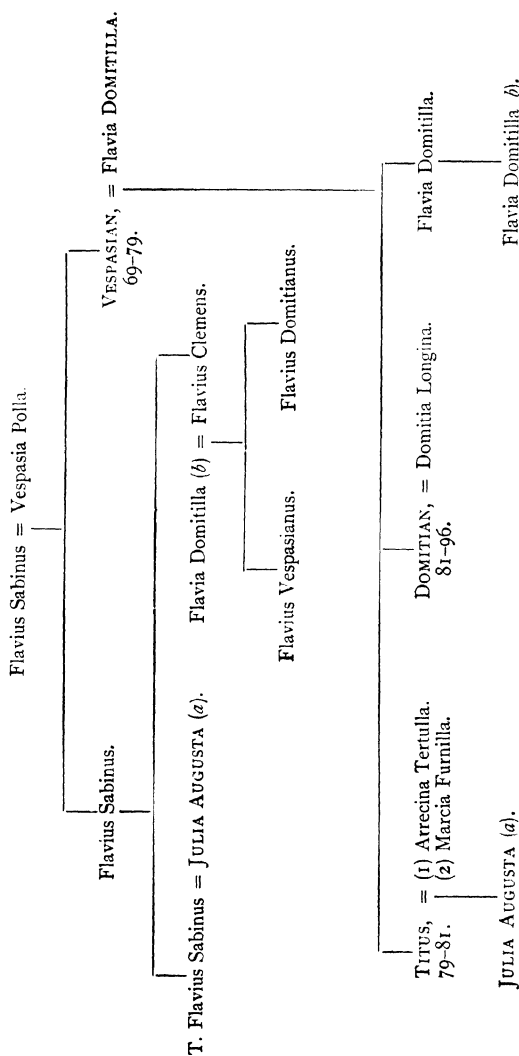 Flavius Sabinus = Vespasia Polla.
Flavius Sabinus.
VESPASIAN, = Flavia DOMITILLA.
69–79.
T. Flavius Sabinus = JULIA AUGUSTA (a).
Flavia Domitilla (b) = Flavius Clemens.
Flavius Vespasianus.
Flavius Domitianus.
TITUS, = (1) Arrecina Tertulla.
79–81. (2) Marcia Furnilla.
DOMITIAN, = Domitia Longina.
81–96.
Flavia Domitilla.
JULIA AUGUSTA (a).
Flavia Domitilla b).